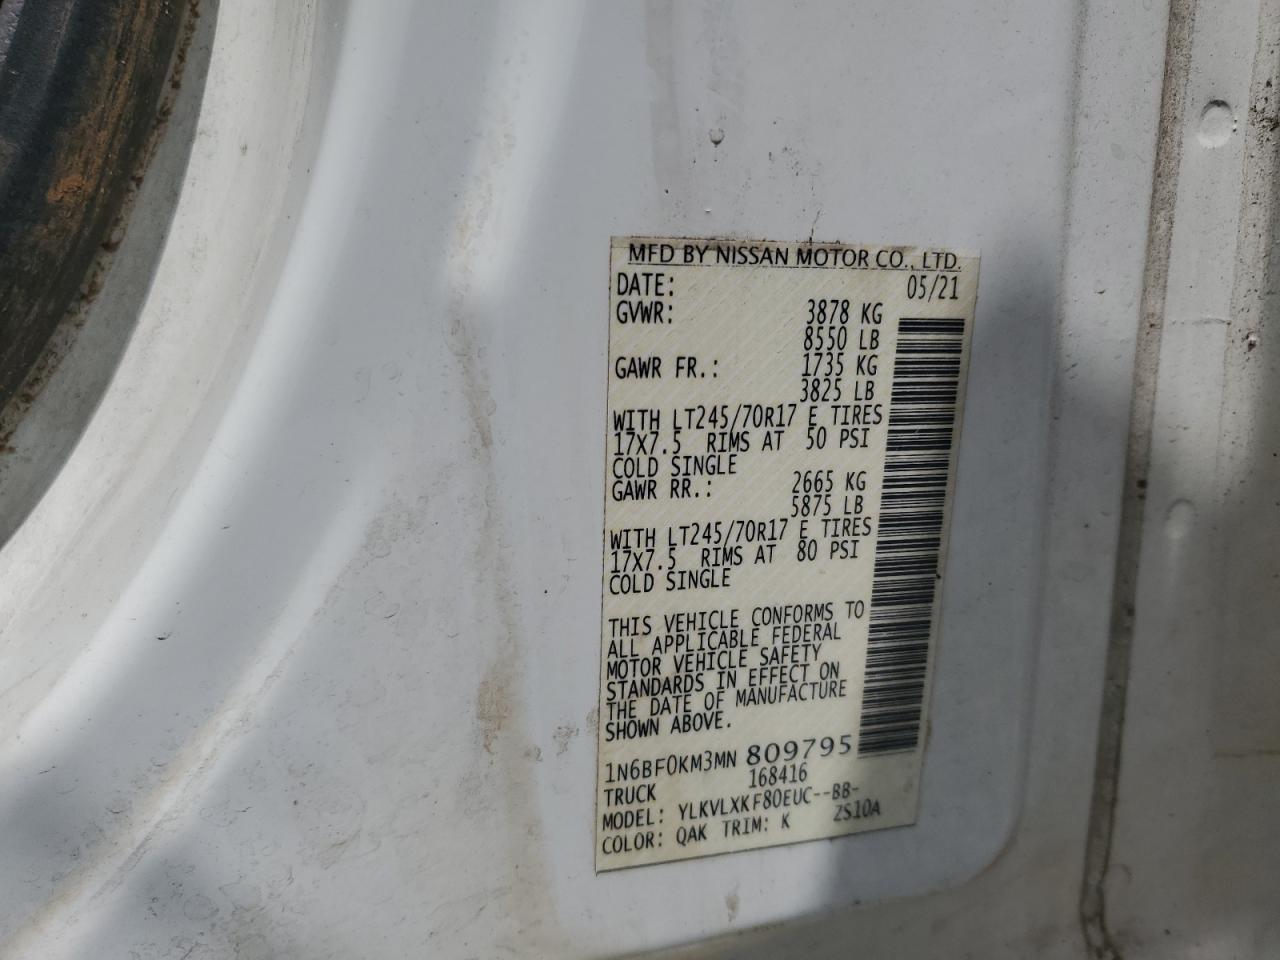 MFD BY NISSAN MOTOR CO., LTD.
DATE: 05/21
GVWR: 3878 KG
8550 LB
GAWR FR.: 1735 KG
3825 LB
WITH LT245/70R17 E TIRES
17X7.5 RIMS AT 50 PSI
COLD SINGLE
GAWR RR.: 2665 KG
5875 LB
WITH LT245/70R17 E TIRES
17X7.5 RIMS AT 80 PSI
COLD SINGLE
THIS VEHICLE CONFORMS TO
ALL APPLICABLE FEDERAL
MOTOR VEHICLE SAFETY
STANDARDS IN EFFECT ON
THE DATE OF MANUFACTURE
SHOWN ABOVE.
1N6BF0KM3MN 809795
TRUCK 168416
MODEL: YLKVLXKF80EUC--BB-
COLOR: QAK TRIM: K ZS10A